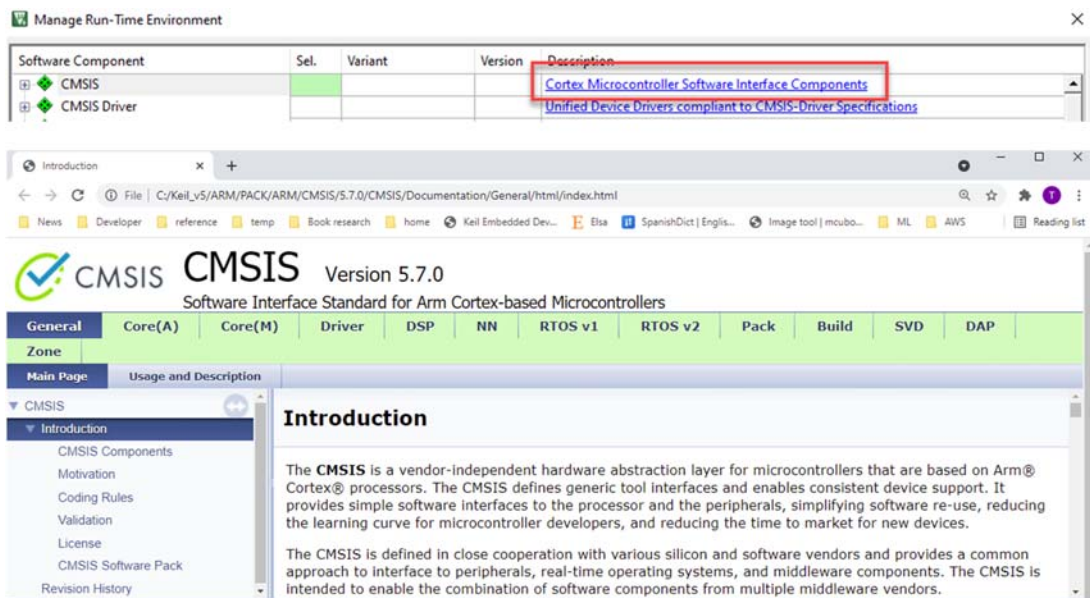 Manage Run-Time Environment
Software Component Sel. Variant Version Description
CMSIS Cortex Microcontroller Software Interface Components
CMSIS Driver Unified Device Drivers compliant to CMSIS-Driver Specifications
Introduction
File | C:/Keil_v5/ARM/PACK/ARM/CMSIS/5.7.0/CMSIS/Documentation/General/html/index.html
T
News Developer reference temp Book research home Keil Embedded Dev... Elsa SpanishDict | Englis... Image tool | mcubo... ML AWS Reading list
CMSIS CMSIS Version 5.7.0
Software Interface Standard for Arm Cortex-based Microcontrollers
General Core(A) Core(M) Driver DSP NN RTOS v1 RTOS v2 Pack Build SVD DAP
Zone
Main Page Usage and Description
CMSIS
Introduction
CMSIS Components
Motivation
Coding Rules
Validation
License
CMSIS Software Pack
Revision History
Introduction
The CMSIS is a vendor-independent hardware abstraction layer for microcontrollers that are based on Arm®
Cortex® processors. The CMSIS defines generic tool interfaces and enables consistent device support. It
provides simple software interfaces to the processor and the peripherals, simplifying software re-use, reducing
the learning curve for microcontroller developers, and reducing the time to market for new devices.
The CMSIS is defined in close cooperation with various silicon and software vendors and provides a common
approach to interface to peripherals, real-time operating systems, and middleware components. The CMSIS is
intended to enable the combination of software components from multiple middleware vendors.